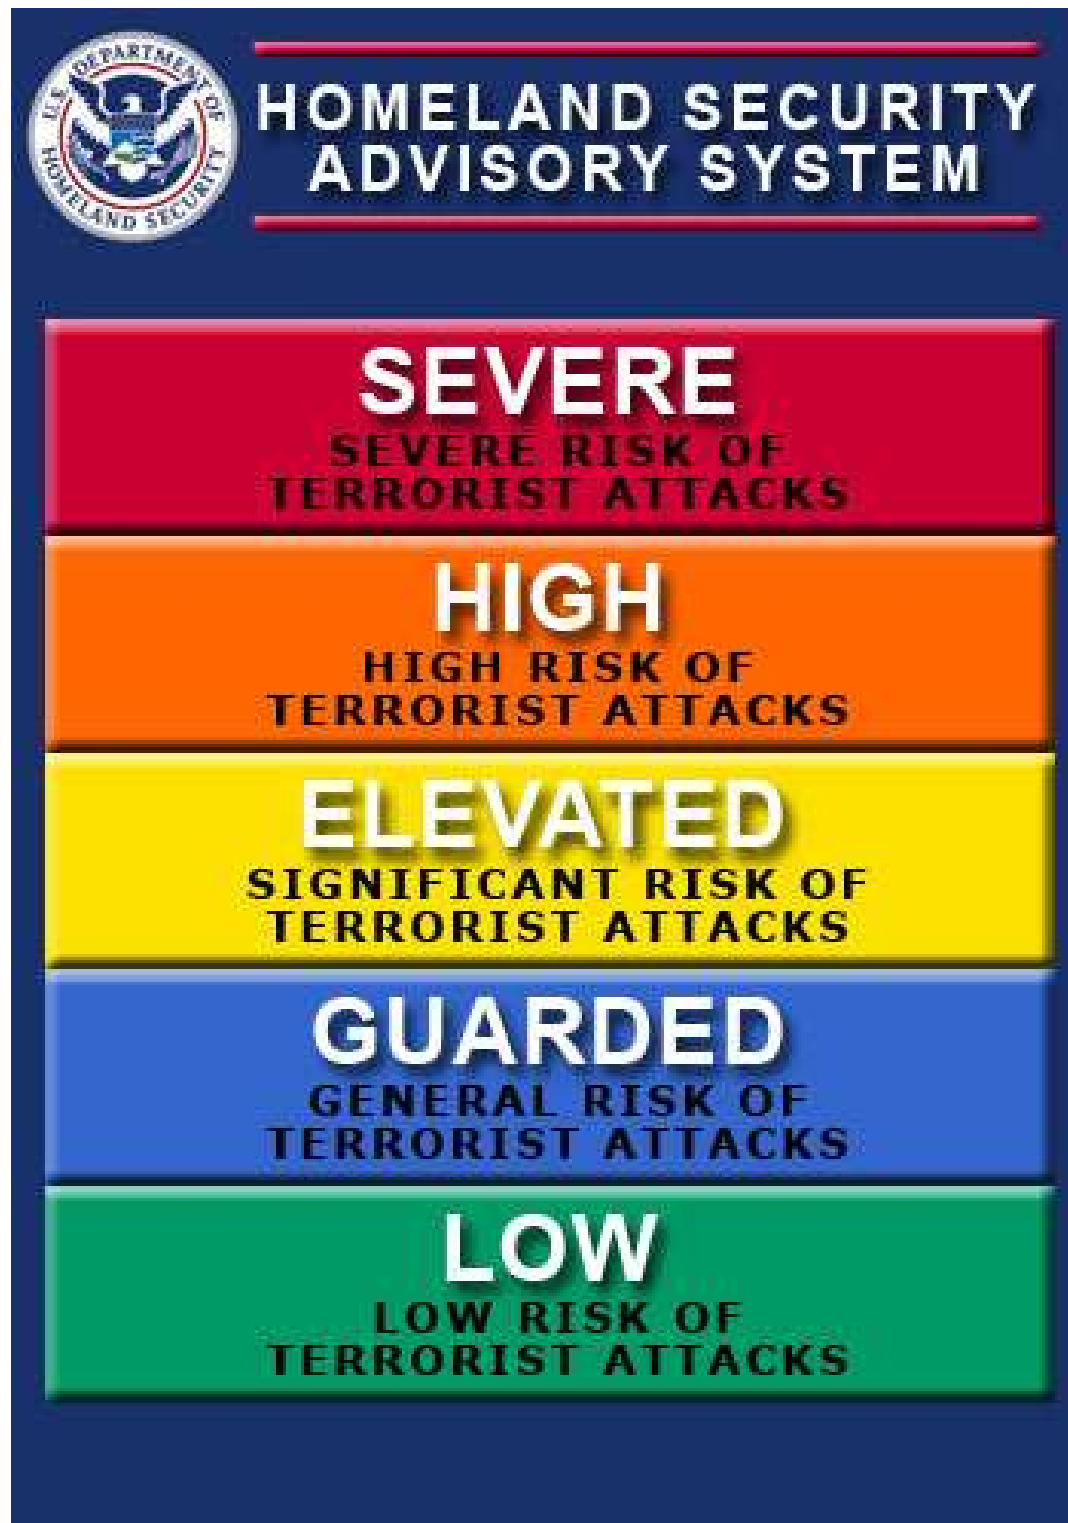 U.S. DEPARTMENT OF
HOMELAND SECURITY
HOMELAND SECURITY
ADVISORY SYSTEM
SEVERE
SEVERE RISK OF
TERRORIST ATTACKS
HIGH
HIGH RISK OF
TERRORIST ATTACKS
ELEVATED
SIGNIFICANT RISK OF
TERRORIST ATTACKS
GUARDED
GENERAL RISK OF
TERRORIST ATTACKS
LOW
LOW RISK OF
TERRORIST ATTACKS